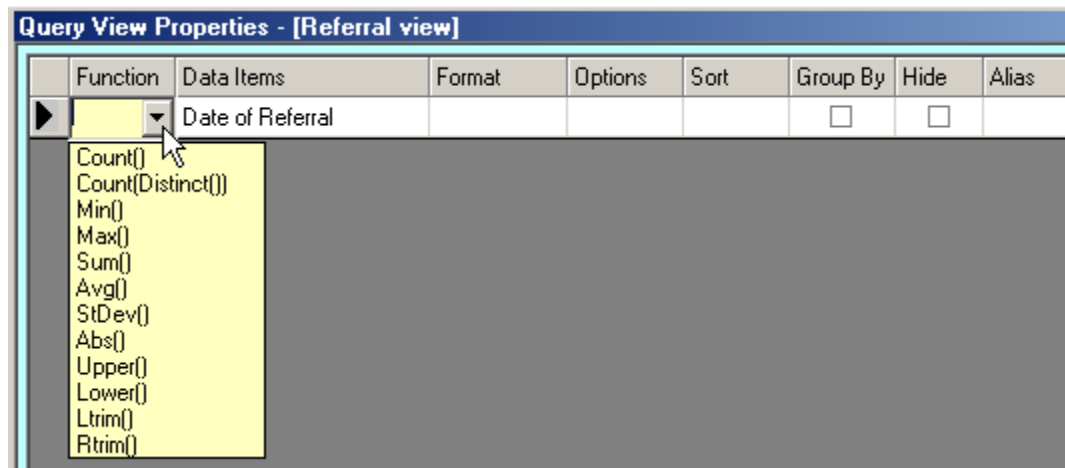 Query View Properties - [Referral view]
Function Data Items Format Options Sort Group By Hide Alias
Date of Referral
Count()
Count(Distinct())
Min()
Max()
Sum()
Avg()
StDev()
Abs()
Upper()
Lower()
Ltrim()
Rtrim()